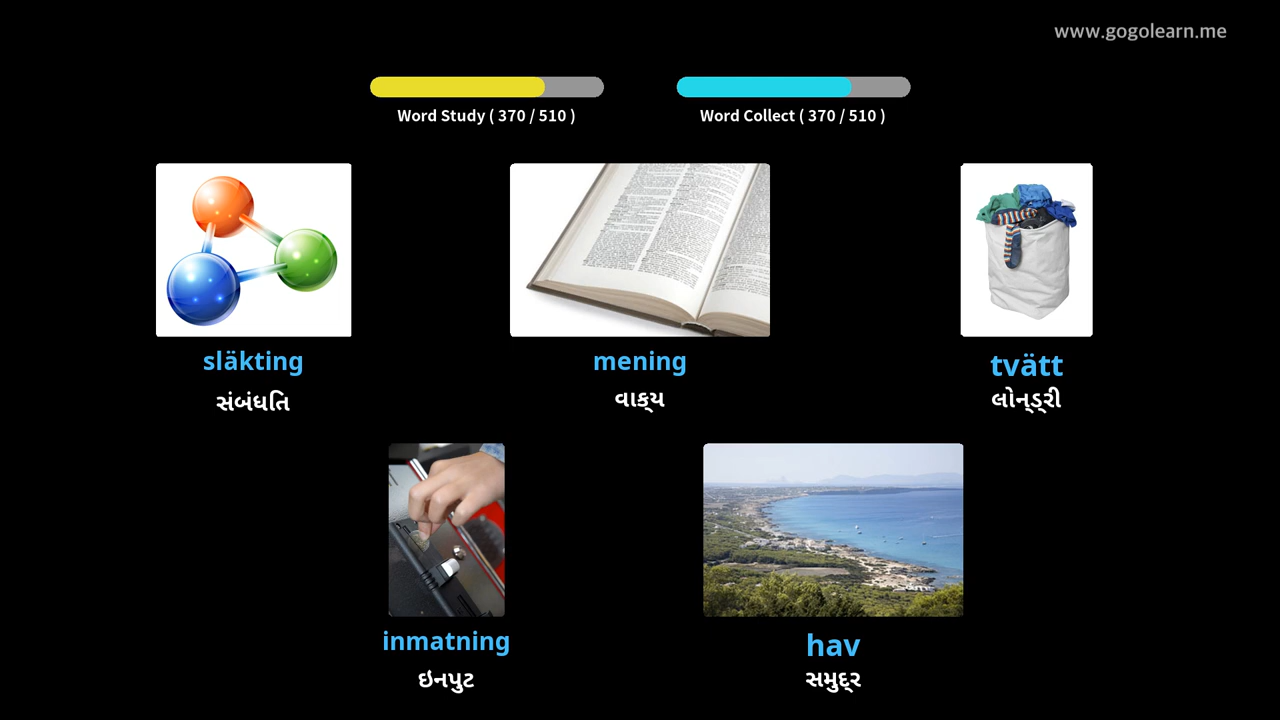 www.gogolearn.me
Word Study ( 370 / 510 )
Word Collect ( 370 / 510 )
släkting
mening
tvätt
સંબંધતિ
વાક્ય
લોન્ડ્રી
inmatning
hav
ઇનપુટ
સમુદ્ર